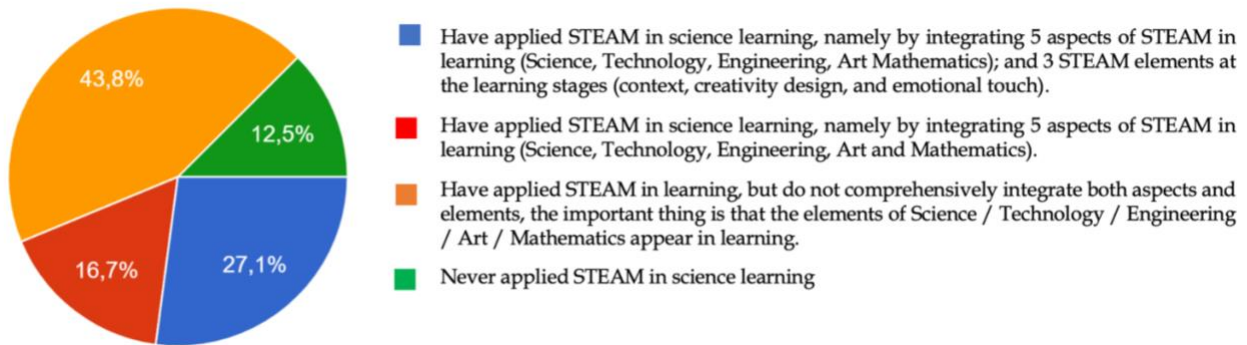 43,8%
12,5%
16,7%
27,1%
Have applied STEAM in science learning, namely by integrating 5 aspects of STEAM in
learning (Science, Technology, Engineering, Art Mathematics); and 3 STEAM elements at
the learning stages (context, creativity design, and emotional touch).
Have applied STEAM in science learning, namely by integrating 5 aspects of STEAM in
learning (Science, Technology, Engineering, Art and Mathematics).
Have applied STEAM in learning, but do not comprehensively integrate both aspects and
elements, the important thing is that the elements of Science / Technology / Engineering
/ Art / Mathematics appear in learning.
Never applied STEAM in science learning